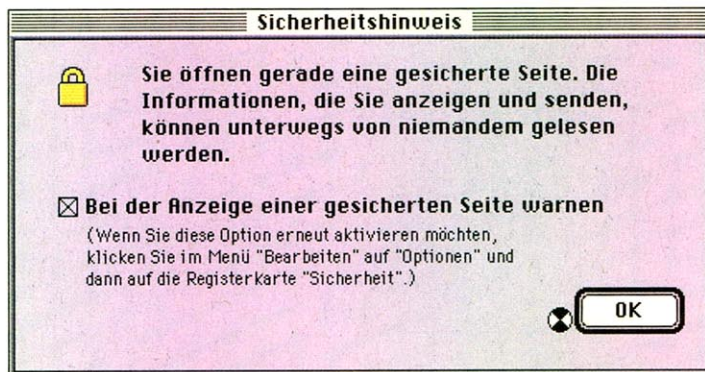 Sicherheitshinweis
Sie öffnen gerade eine gesicherte Seite. Die
Informationen, die Sie anzeigen und senden,
können unterwegs von niemandem gelesen
werden.
Bei der Anzeige einer gesicherten Seite warnen
(Wenn Sie diese Option erneut aktivieren möchten,
klicken Sie im Menü "Bearbeiten" auf "Optionen" und
dann auf die Registerkarte "Sicherheit".)
OK